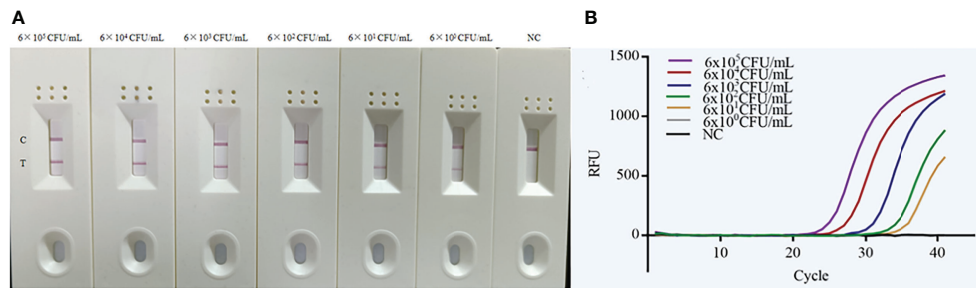 A
6×10⁵CFU/mL 6×10⁴CFU/mL 6×10³CFU/mL 6×10²CFU/mL 6×10¹CFU/mL 6×10⁰CFU/mL NC
C
T
B
1500
1000
500
0
RFU
6x10⁵CFU/mL
6x10⁴CFU/mL
6x10³CFU/mL
6x10²CFU/mL
6x10¹CFU/mL
6x10⁰CFU/mL
NC
10 20 30 40
Cycle